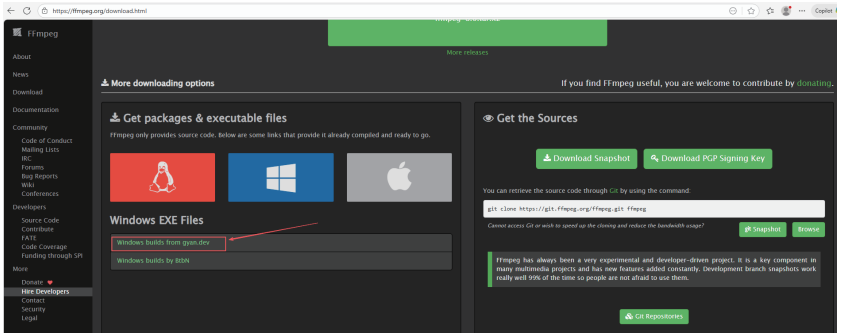 https://ffmpeg.org/download.html
Copilot
FFmpeg
About
News
Download
Documentation
Community
Code of Conduct
Mailing Lists
IRC
Forums
Bug Reports
Wiki
Conferences
Developers
Source Code
Contribute
FATE
Code Coverage
Funding through SPI
More
Donate
Hire Developers
Contact
Security
Legal
More releases
More downloading options
If you find FFmpeg useful, you are welcome to contribute by donating.
Get packages & executable files
FFmpeg only provides source code. Below are some links that provide it already compiled and ready to go.
Windows EXE Files
Windows builds from gyan.dev
Windows builds by BtbN
Get the Sources
Download Snapshot
Download PGP Signing Key
You can retrieve the source code through Git by using the command:
git clone https://git.ffmpeg.org/ffmpeg.git ffmpeg
Cannot access Git or wish to speed up the cloning and reduce the bandwidth usage?
Snapshot
Browse
FFmpeg has always been a very experimental and developer-driven project. It is a key component in
many multimedia projects and has new features added constantly. Development branch snapshots work
really well 99% of the time so people are not afraid to use them.
Git Repositories